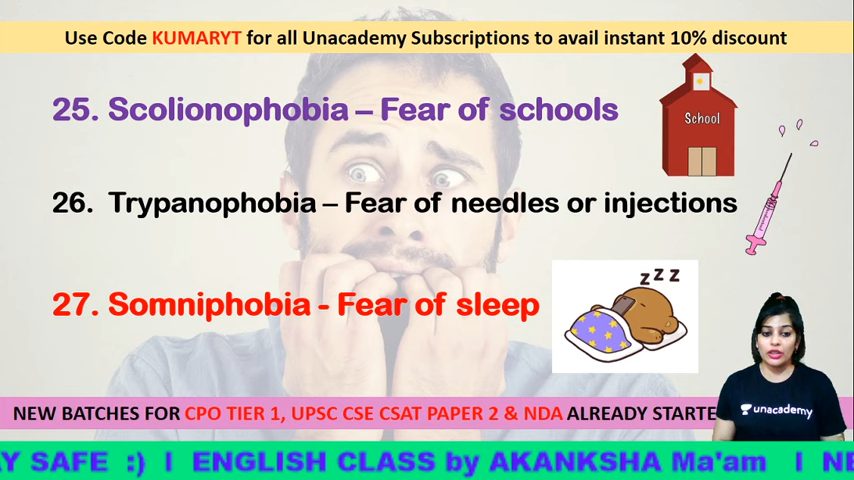 Use Code KUMARYT for all Unacademy Subscriptions to avail instant 10% discount
25. Scolionophobia – Fear of schools
School
26. Trypanophobia – Fear of needles or injections
27. Somniphobia - Fear of sleep
z z z
unacademy
NEW BATCHES FOR CPO TIER 1, UPSC CSE CSAT PAPER 2 & NDA ALREADY STARTE
AY SAFE :) I ENGLISH CLASS by AKANKSHA Ma'am I NE